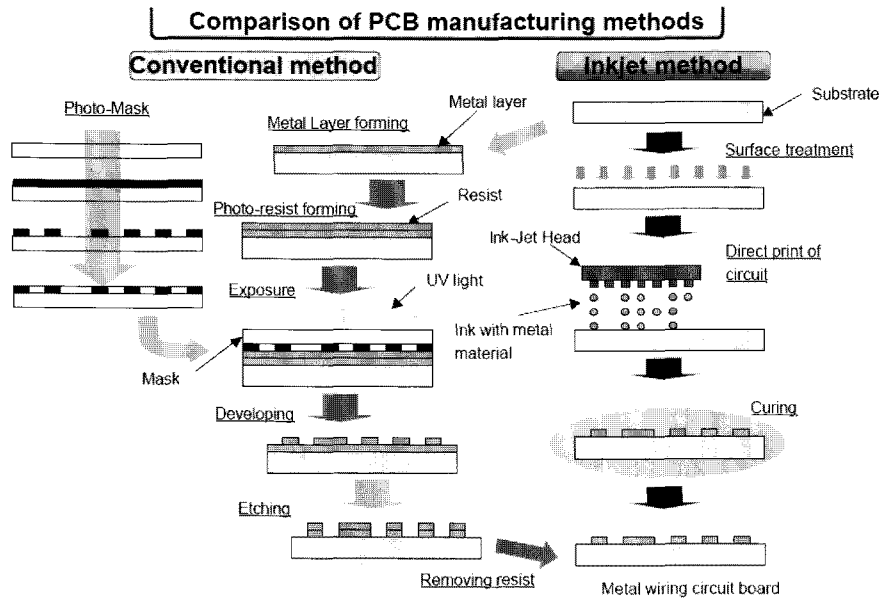 Comparison of PCB manufacturing methods
Conventional method
Inkjet method
Photo-Mask
Metal Layer forming
Metal layer
Substrate
Surface treatment
Photo-resist forming
Resist
Ink-Jet Head
Direct print of
circuit
Exposure
UV light
Ink with metal
material
Mask
Developing
Curing
Etching
Removing resist
Metal wiring circuit board